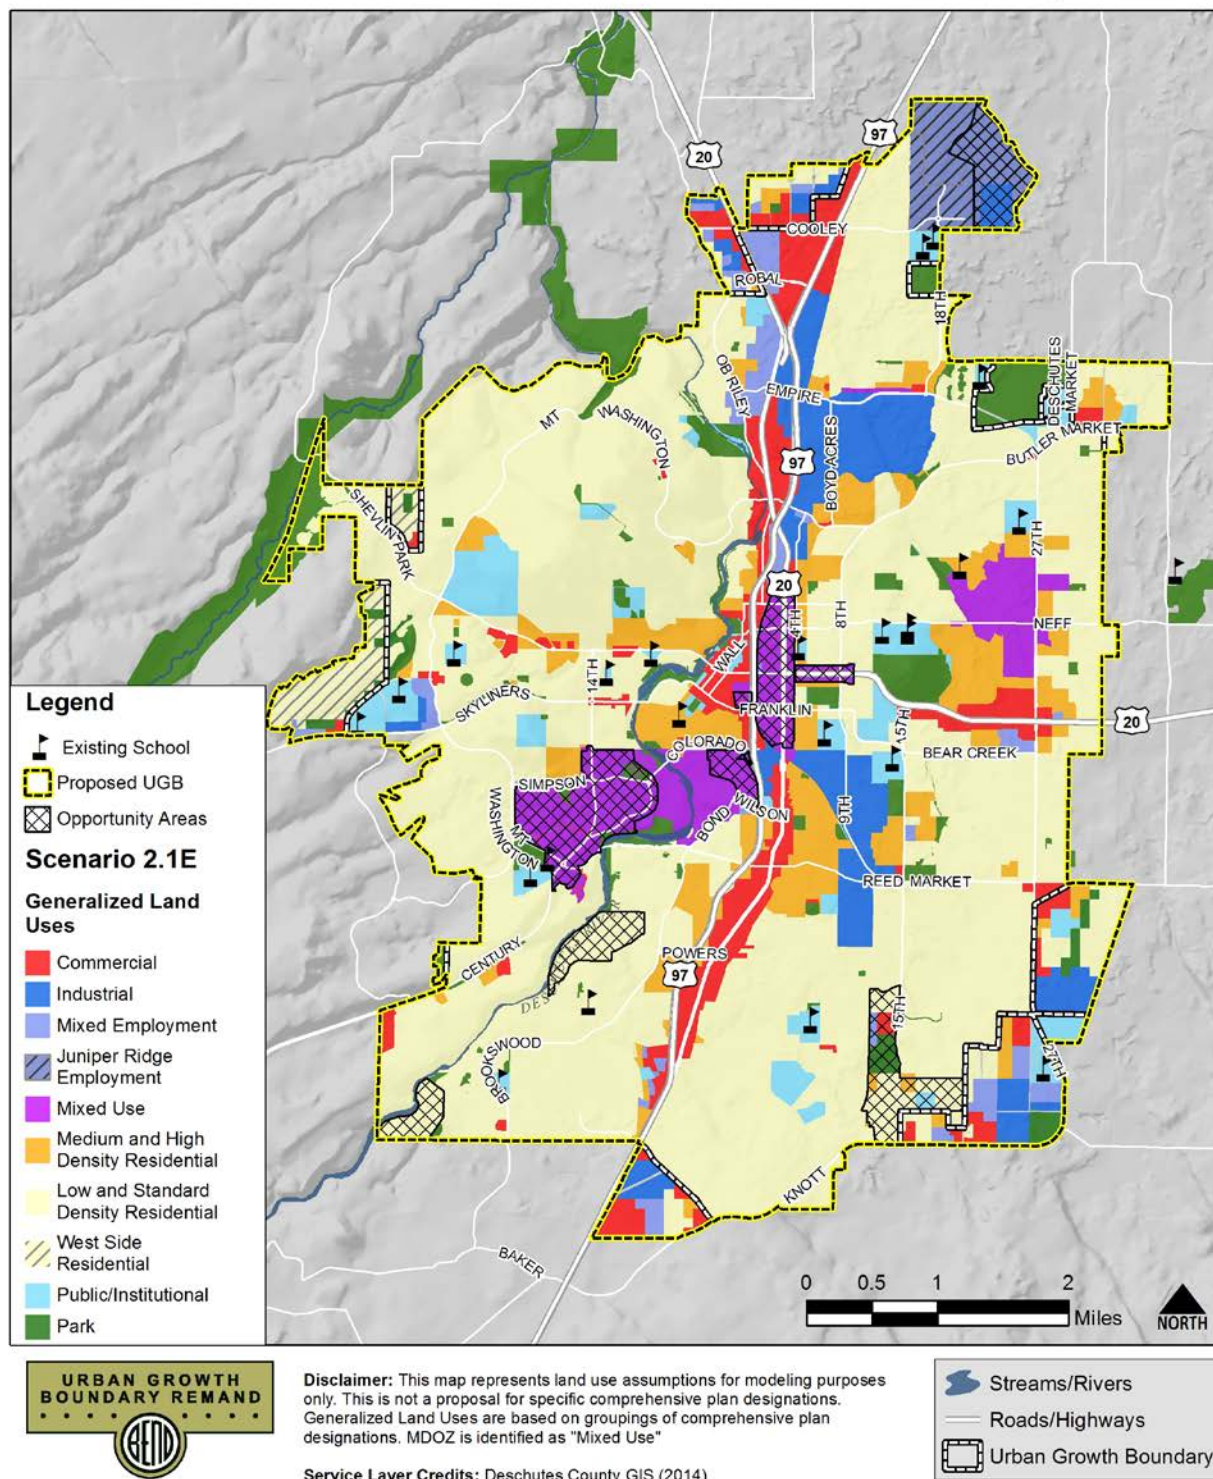 97
20
COOLEY
ROBAL
18TH
OB RILEY
EMPIRE
DESCHUTES
MARKET
BUTLER MARKET
MT
WASHINGTON
97
BOYD ACRES
SHEVLIN PARK
27TH
20
4TH
8TH
NEFF
WALL
14TH
SKYLINERS
FRANKLIN
15TH
20
BEAR CREEK
COLORADO
SIMPSON
WILSON
BOND
9TH
MT
WASHINGTON
REED MARKET
CENTURY
POWERS
97
15TH
BROOKSWOOD
27TH
KNOTT
BAKER
Legend
Existing School
Proposed UGB
Opportunity Areas
Scenario 2.1E
Generalized Land
Uses
Commercial
Industrial
Mixed Employment
Juniper Ridge
Employment
Mixed Use
Medium and High
Density Residential
Low and Standard
Density Residential
West Side
Residential
Public/Institutional
Park
0 0.5 1 2
Miles
NORTH
URBAN GROWTH
BOUNDARY REMAND
BEND
Disclaimer: This map represents land use assumptions for modeling purposes
only. This is not a proposal for specific comprehensive plan designations.
Generalized Land Uses are based on groupings of comprehensive plan
designations. MDOZ is identified as "Mixed Use"
Service Layer Credits: Deschutes County GIS (2014)
Streams/Rivers
Roads/Highways
Urban Growth Boundary